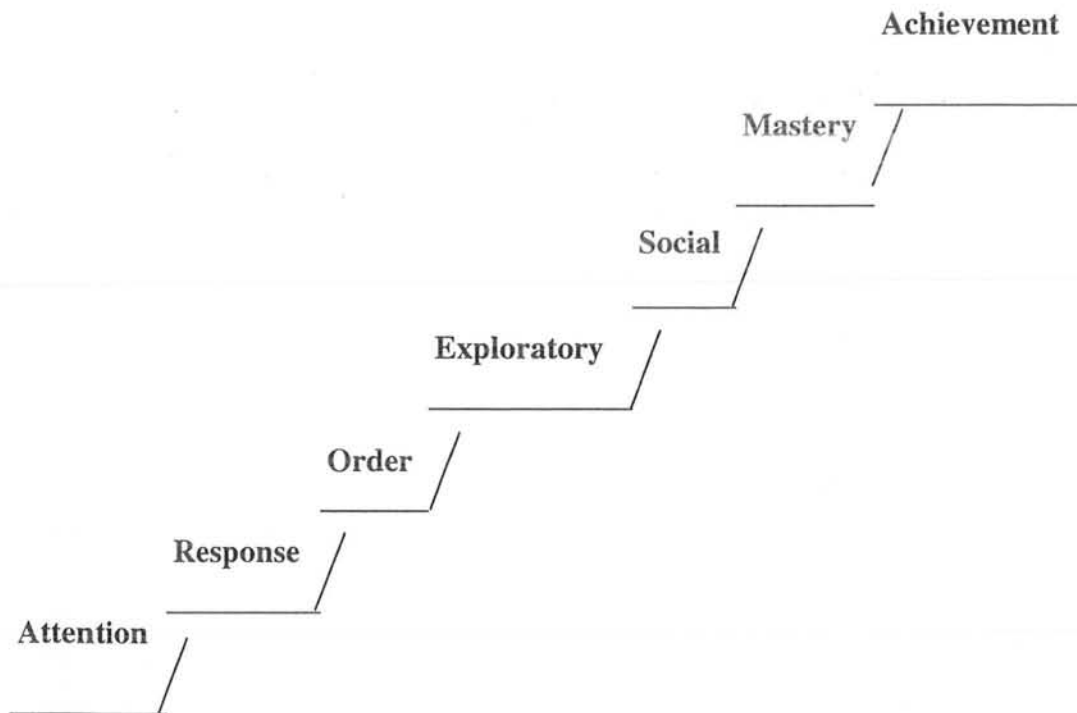 Achievement
Mastery
Social
Exploratory
Order
Response
Attention